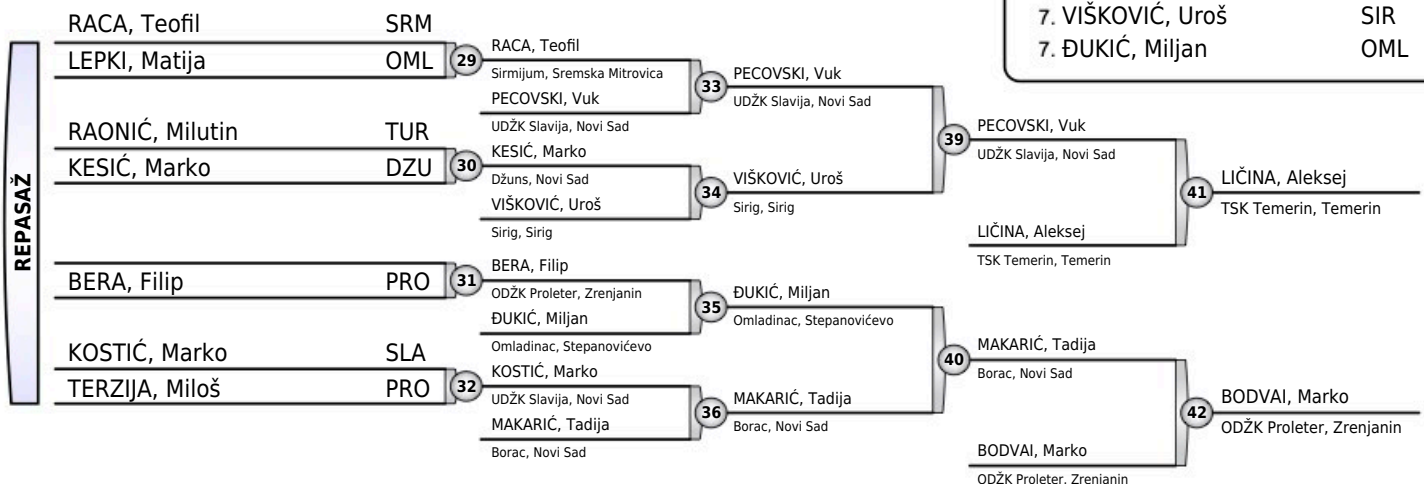 7. VIŠKOVIĆ, Uroš SIR
7. ĐUKIĆ, Miljan OML
REPASAŽ
RACA, Teofil SRM
LEPKI, Matija OML
29
RAONIĆ, Milutin TUR
KESIĆ, Marko DZU
30
BERA, Filip PRO
31
KOSTIĆ, Marko SLA
TERZIJA, Miloš PRO
32
RACA, Teofil
Sirmijum, Sremska Mitrovica
PECOVSKI, Vuk
UDŽK Slavija, Novi Sad
33
KESIĆ, Marko
Džuns, Novi Sad
VIŠKOVIĆ, Uroš
Sirig, Sirig
34
BERA, Filip
ODŽK Proleter, Zrenjanin
ĐUKIĆ, Miljan
Omladinac, Stepanovićevo
35
KOSTIĆ, Marko
UDŽK Slavija, Novi Sad
MAKARIĆ, Tadija
Borac, Novi Sad
36
PECOVSKI, Vuk
UDŽK Slavija, Novi Sad
VIŠKOVIĆ, Uroš
Sirig, Sirig
39
ĐUKIĆ, Miljan
Omladinac, Stepanovićevo
MAKARIĆ, Tadija
Borac, Novi Sad
40
PECOVSKI, Vuk
UDŽK Slavija, Novi Sad
LIČINA, Aleksej
TSK Temerin, Temerin
41
MAKARIĆ, Tadija
Borac, Novi Sad
BODVAI, Marko
ODŽK Proleter, Zrenjanin
42
LIČINA, Aleksej
TSK Temerin, Temerin
BODVAI, Marko
ODŽK Proleter, Zrenjanin